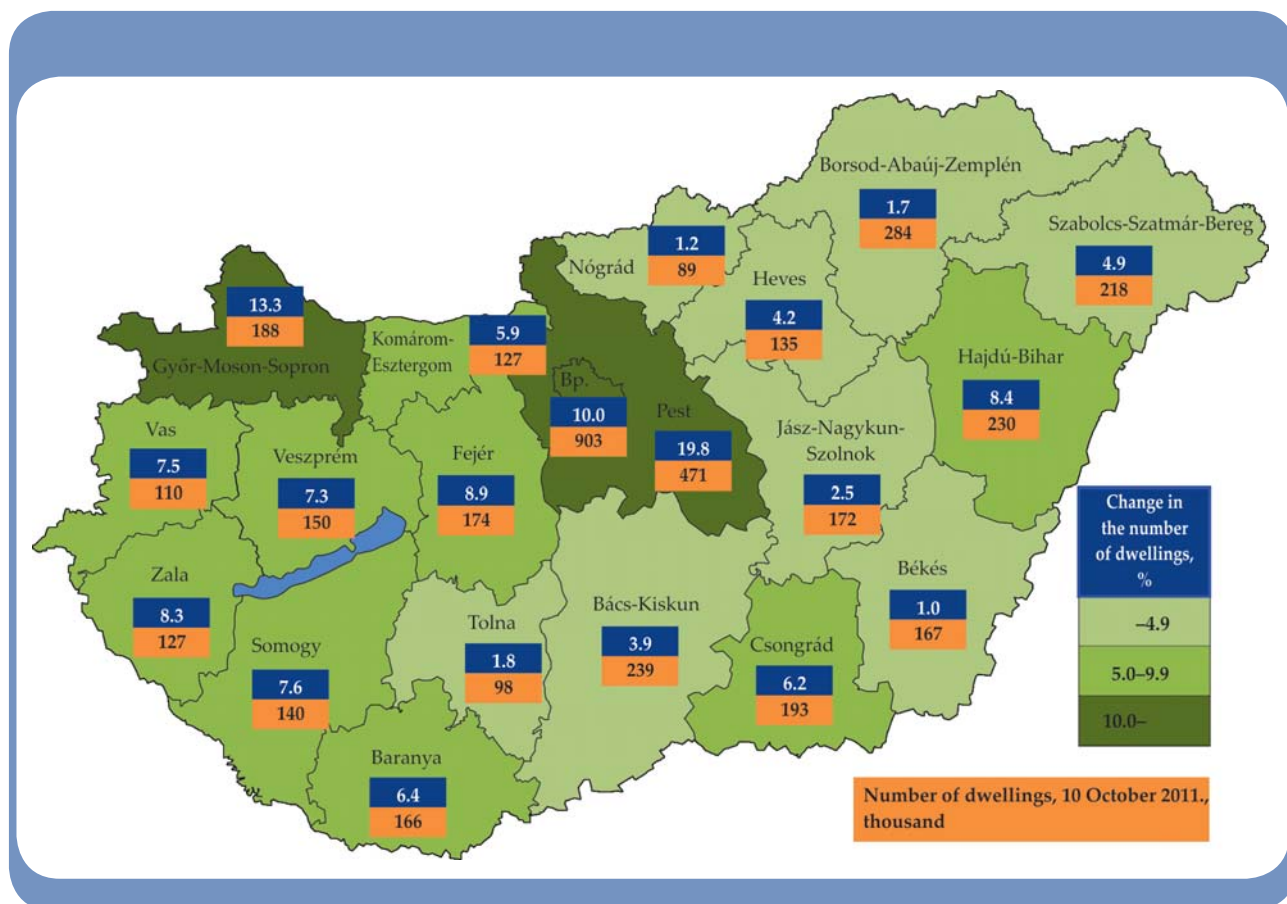 Borsod-Abaúj-Zemplén
1.7
284
Szabolcs-Szatmár-Bereg
4.9
218
Nógrád
1.2
89
Heves
4.2
135
13.3
188
Győr-Moson-Sopron
Komárom-
Esztergom
5.9
127
Hajdú-Bihar
8.4
230
Bp.
10.0
903
Pest
19.8
471
Jász-Nagykun-
Szolnok
2.5
172
Vas
7.5
110
Veszprém
7.3
150
Fejér
8.9
174
Zala
8.3
127
Somogy
7.6
140
Tolna
1.8
98
Bács-Kiskun
3.9
239
Csongrád
6.2
193
Békés
1.0
167
Baranya
6.4
166
Change in
the number
of dwellings,
%
–4.9
5.0–9.9
10.0–
Number of dwellings, 10 October 2011.,
thousand